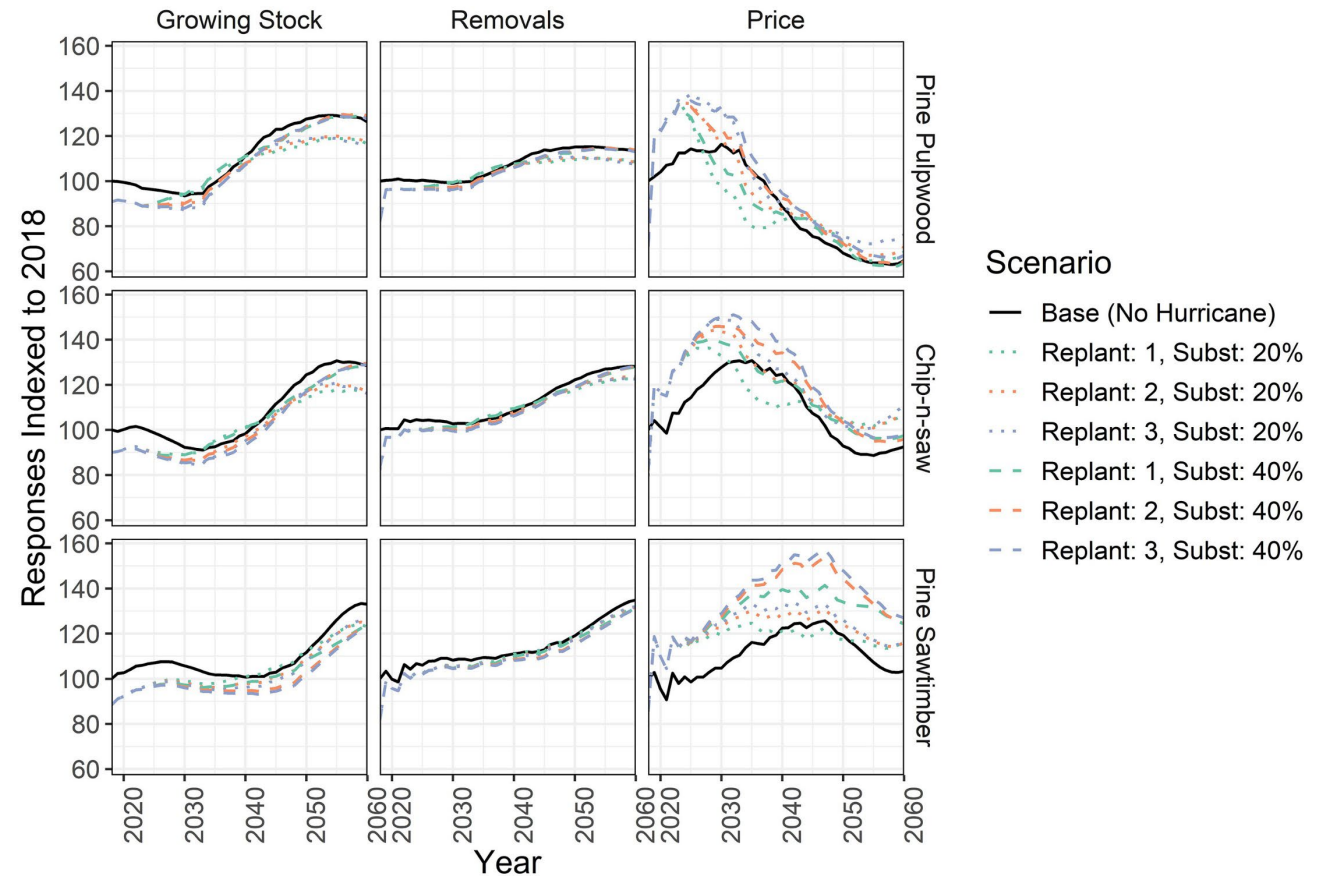 Growing Stock
Removals
Price
160
140
120
100
80
60
Pine Pulpwood
160
140
120
100
80
60
Chip-n-saw
160
140
120
100
80
60
Pine Sawtimber
Responses Indexed to 2018
2020
2030
2040
2050
2060
2020
2030
2040
2050
2060
2020
2030
2040
2050
2060
Year
Scenario
Base (No Hurricane)
Replant: 1, Subst: 20%
Replant: 2, Subst: 20%
Replant: 3, Subst: 20%
Replant: 1, Subst: 40%
Replant: 2, Subst: 40%
Replant: 3, Subst: 40%